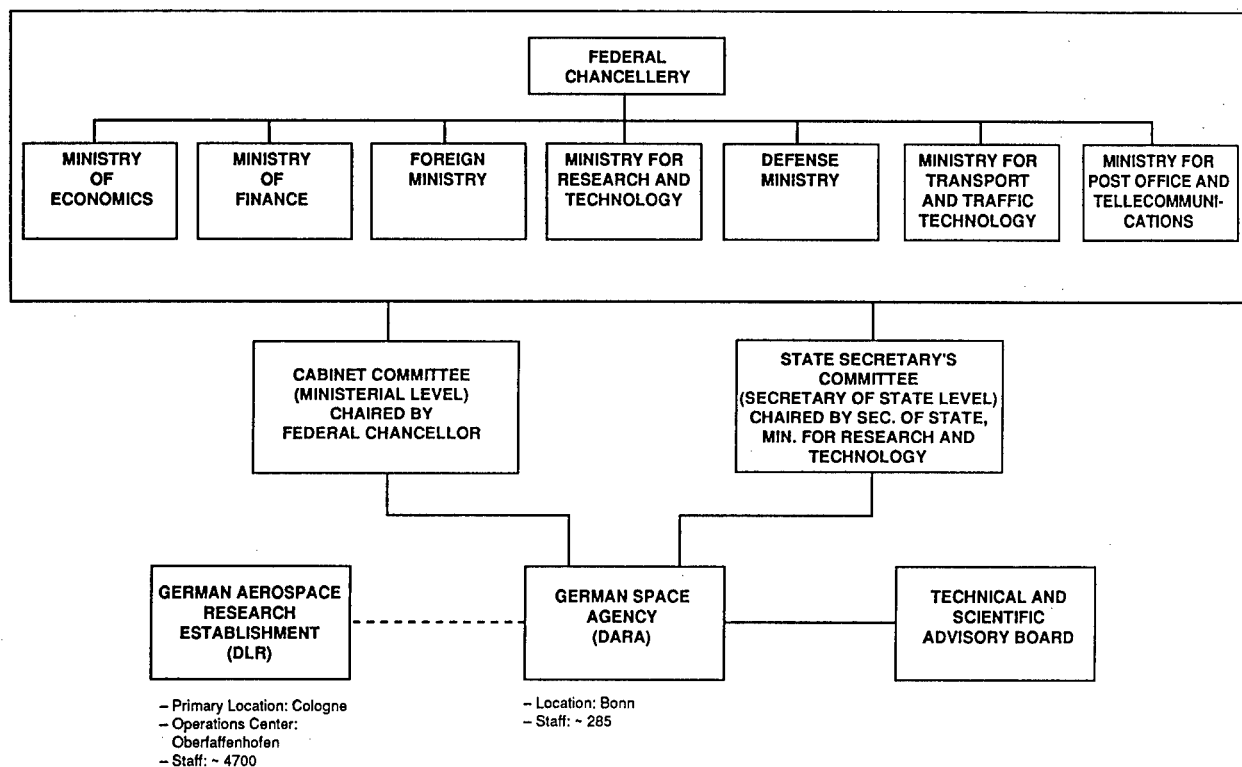 FEDERAL
CHANCELLERY
MINISTRY
OF
ECONOMICS
MINISTRY
OF
FINANCE
FOREIGN
MINISTRY
MINISTRY FOR
RESEARCH AND
TECHNOLOGY
DEFENSE
MINISTRY
MINISTRY FOR
TRANSPORT
AND TRAFFIC
TECHNOLOGY
MINISTRY FOR
POST OFFICE AND
TELLECOMMUNI-
CATIONS
CABINET COMMITTEE
(MINISTERIAL LEVEL)
CHAIRED BY
FEDERAL CHANCELLOR
STATE SECRETARY'S
COMMITTEE
(SECRETARY OF STATE LEVEL)
CHAIRED BY SEC. OF STATE,
MIN. FOR RESEARCH AND
TECHNOLOGY
GERMAN AEROSPACE
RESEARCH
ESTABLISHMENT
(DLR)
– Primary Location: Cologne
– Operations Center:
Oberfaffenhofen
– Staff: ~ 4700
GERMAN SPACE
AGENCY
(DARA)
– Location: Bonn
– Staff: ~ 285
TECHNICAL AND
SCIENTIFIC
ADVISORY BOARD